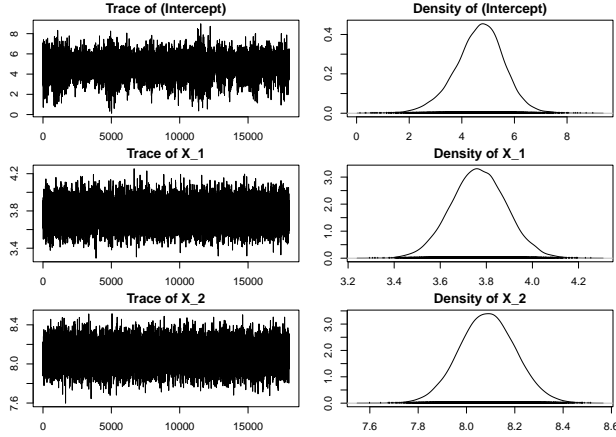 Trace of (Intercept)
0 2 4 6 8
0 5000 10000 15000
Density of (Intercept)
0.0 0.2 0.4
0 2 4 6 8
Trace of X_1
3.4 3.8 4.2
0 5000 10000 15000
Density of X_1
0.0 1.0 2.0 3.0
3.2 3.4 3.6 3.8 4.0 4.2
Trace of X_2
7.6 8.0 8.4
0 5000 10000 15000
Density of X_2
0.0 1.0 2.0 3.0
7.6 7.8 8.0 8.2 8.4 8.6